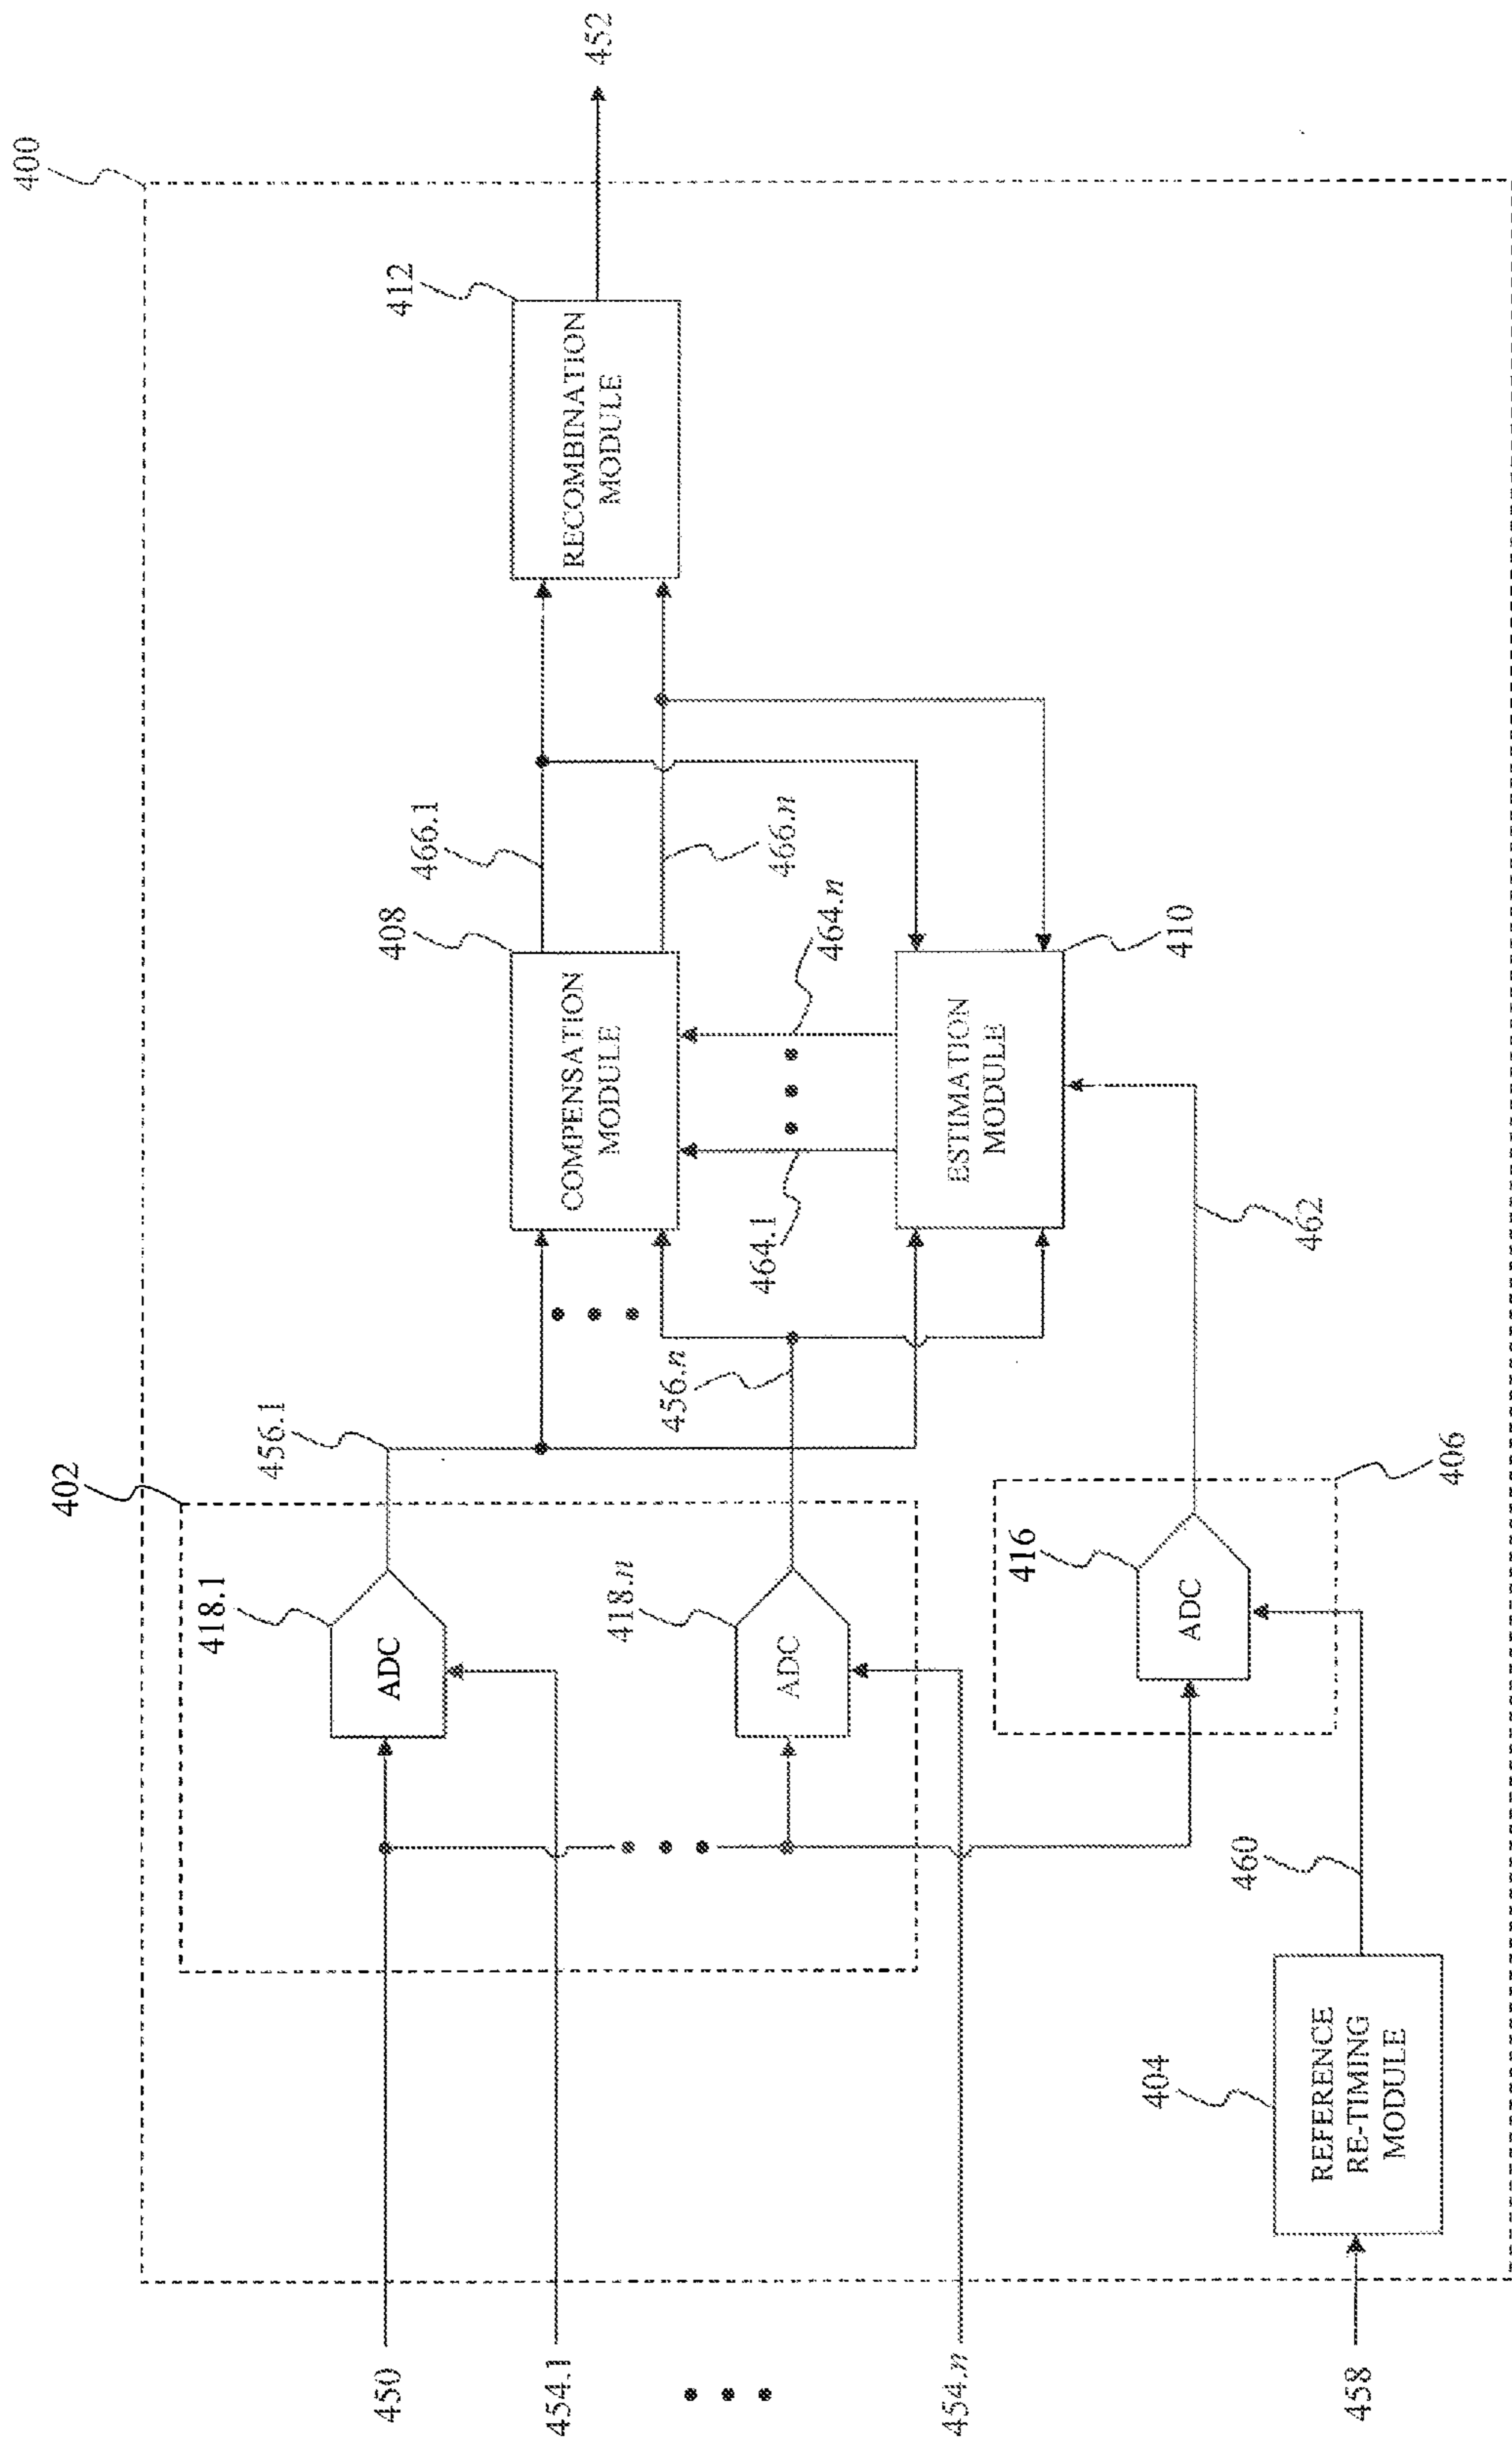 400
402
418.1
ADC
456.1
408
COMPENSATION
MODULE
466.1
412
RECOMBINATION
MODULE
452
450
454.1
418.n
ADC
456.n
464.1
464.n
466.n
454.n
416
ADC
406
ESTIMATION
MODULE
410
462
460
404
REFERENCE
RE-TIMING
MODULE
458